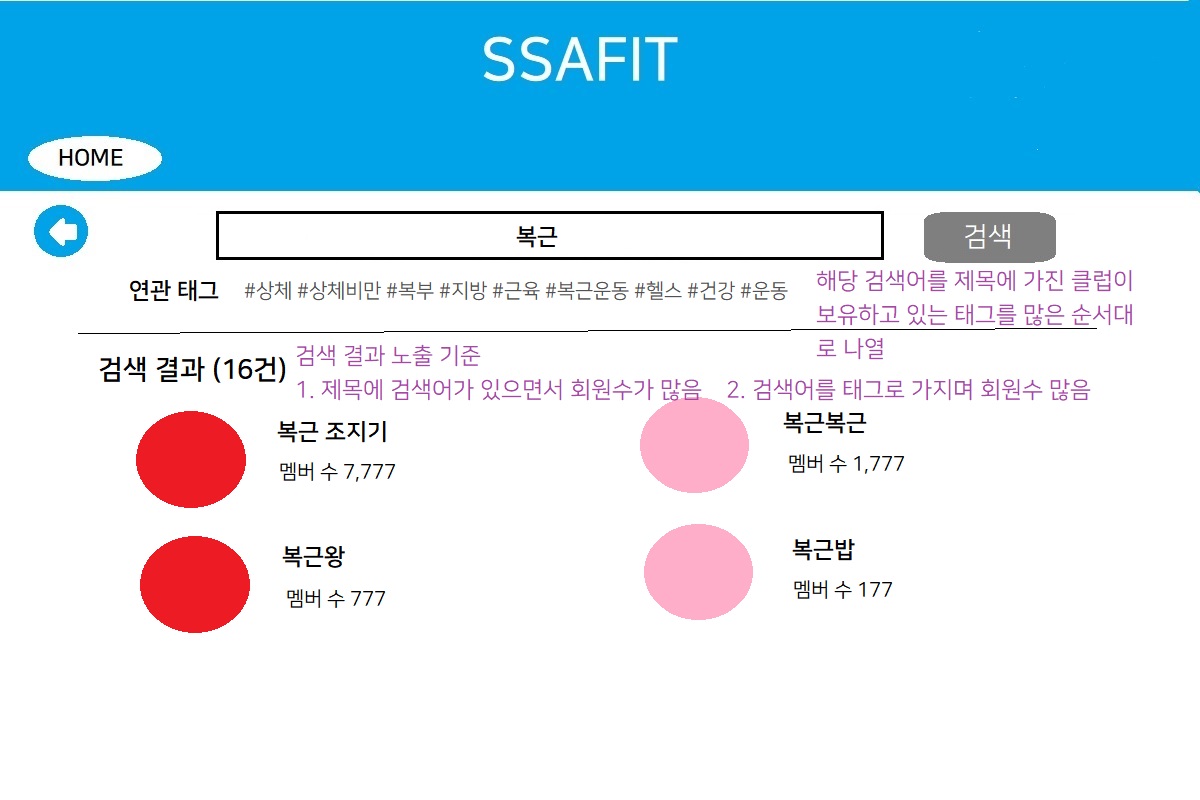 SSAFIT
HOME
복근
검색
연관 태그 #상체 #상체비만 #복부 #지방 #근육 #복근운동 #헬스 #건강 #운동
해당 검색어를 제목에 가진 클럽이
보유하고 있는 태그를 많은 순서대
로 나열
검색 결과 (16건)
검색 결과 노출 기준
1. 제목에 검색어가 있으면서 회원수가 많음 2. 검색어를 태그로 가지며 회원수 많음
복근 조지기
멤버 수 7,777
복근복근
멤버 수 1,777
복근왕
멤버 수 777
복근밥
멤버 수 177